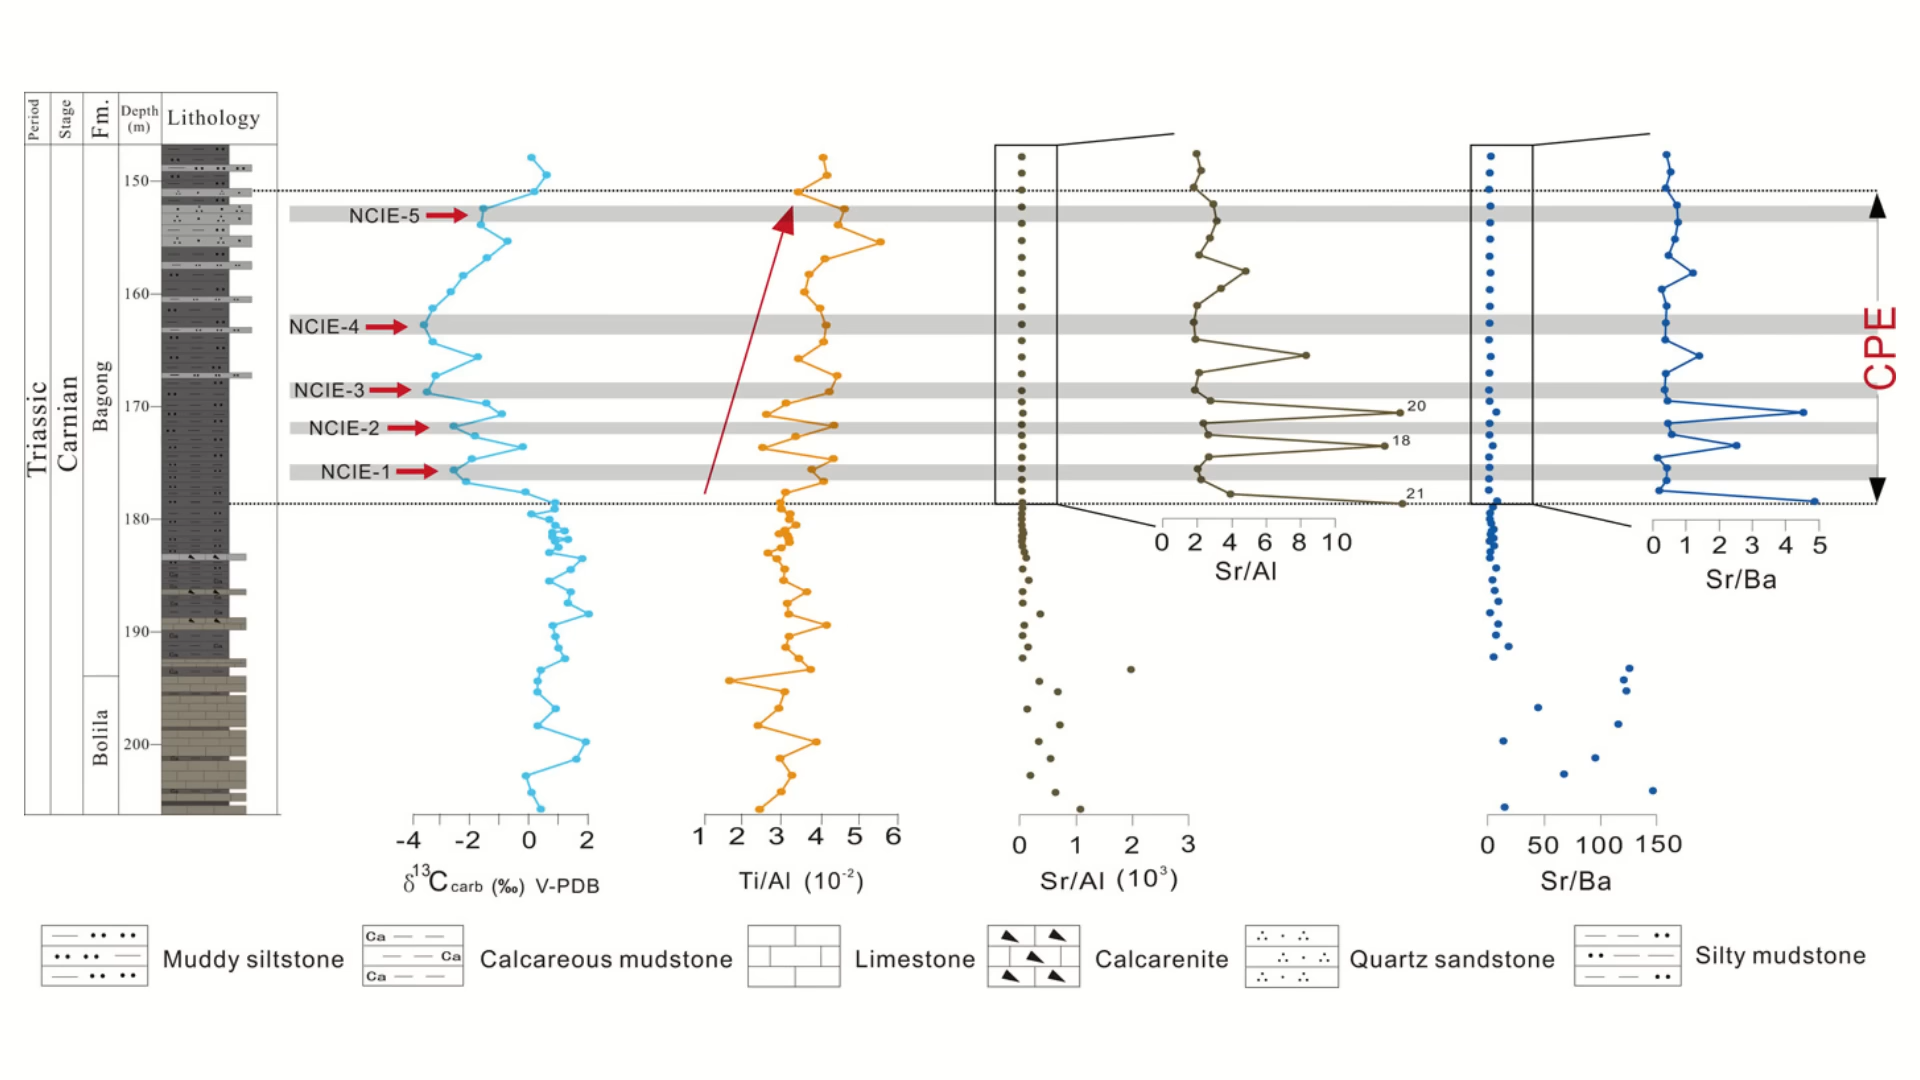 Period
Stage
Fm.
Depth
(m)
Lithology
Triassic
Carnian
Bagong
Bolila
150
160
170
180
190
200
NCIE-5
NCIE-4
NCIE-3
NCIE-2
NCIE-1
20
18
21
CPE
0 2 4 6 8 10
Sr/Al
0 1 2 3 4 5
Sr/Ba
-4 -2 0 2
δ¹³Ccarb (‰) V-PDB
1 2 3 4 5 6
Ti/Al (10⁻²)
0 1 2 3
Sr/Al (10³)
0 50 100 150
Sr/Ba
Muddy siltstone
Ca
Ca
Ca
Calcareous mudstone
Limestone
Calcarenite
Quartz sandstone
Silty mudstone